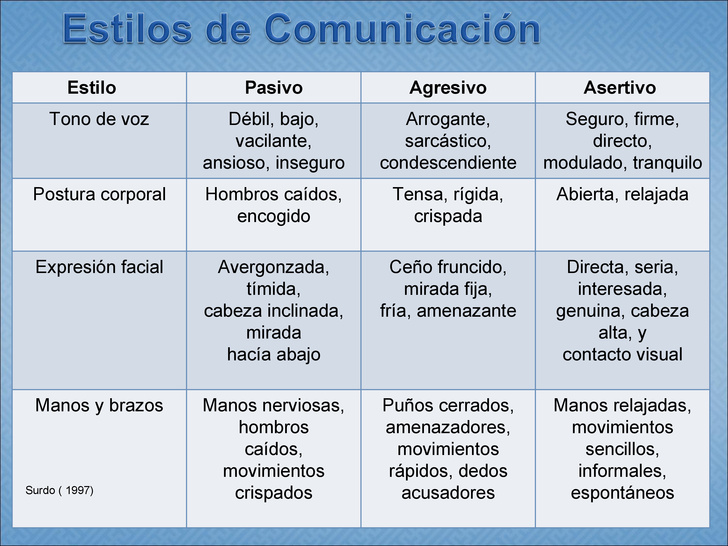 Estilos de Comunicación
Estilo Pasivo Agresivo Asertivo
Tono de voz
Débil, bajo,
vacilante,
ansioso, inseguro
Arrogante,
sarcástico,
condescendiente
Seguro, firme,
directo,
modulado, tranquilo
Postura corporal
Hombros caídos,
encogido
Tensa, rígida,
crispada
Abierta, relajada
Expresión facial
Avergonzada,
tímida,
cabeza inclinada,
mirada
hacía abajo
Ceño fruncido,
mirada fija,
fría, amenazante
Directa, seria,
interesada,
genuina, cabeza
alta, y
contacto visual
Manos y brazos
Surdo ( 1997)
Manos nerviosas,
hombros
caídos,
movimientos
crispados
Puños cerrados,
amenazadores,
movimientos
rápidos, dedos
acusadores
Manos relajadas,
movimientos
sencillos,
informales,
espontáneos